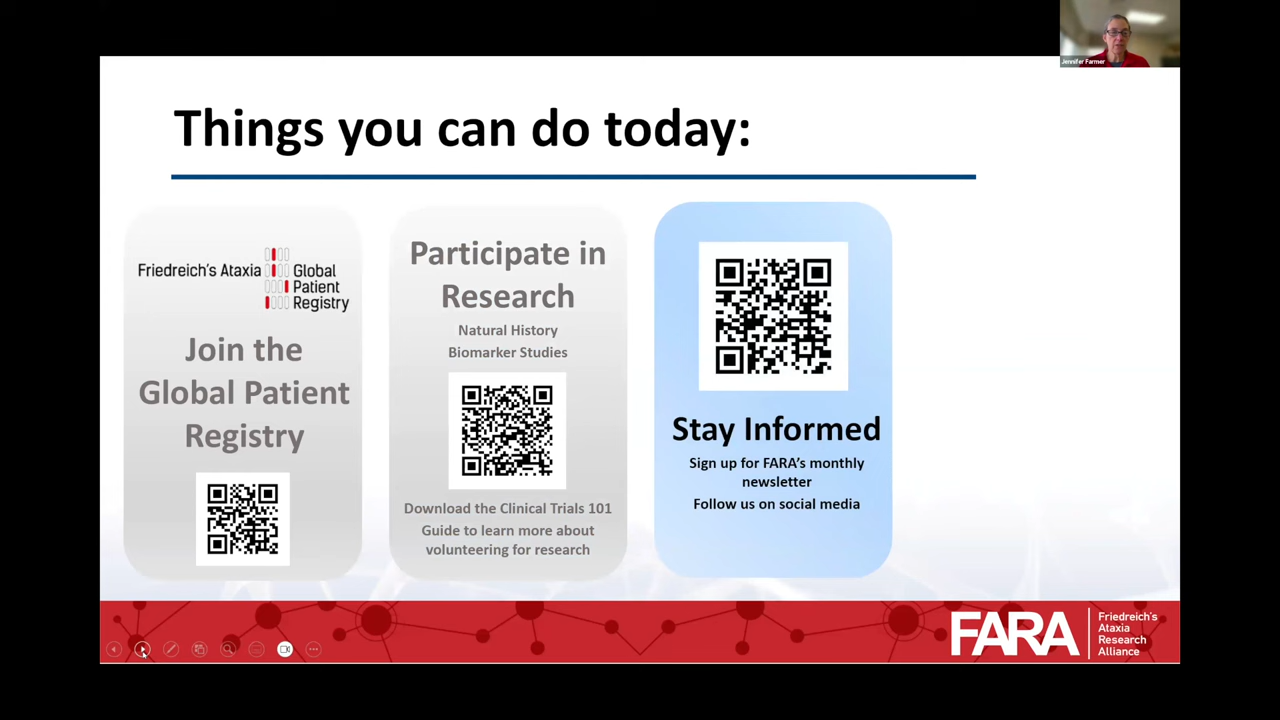 Jennifer Farmer
Things you can do today:
Friedreich's Ataxia
Global
Patient
Registry
Join the
Global Patient
Registry
Participate in
Research
Natural History
Biomarker Studies
Download the Clinical Trials 101
Guide to learn more about
volunteering for research
Stay Informed
Sign up for FARA's monthly
newsletter
Follow us on social media
FARA
Friedreich's
Ataxia
Research
Alliance